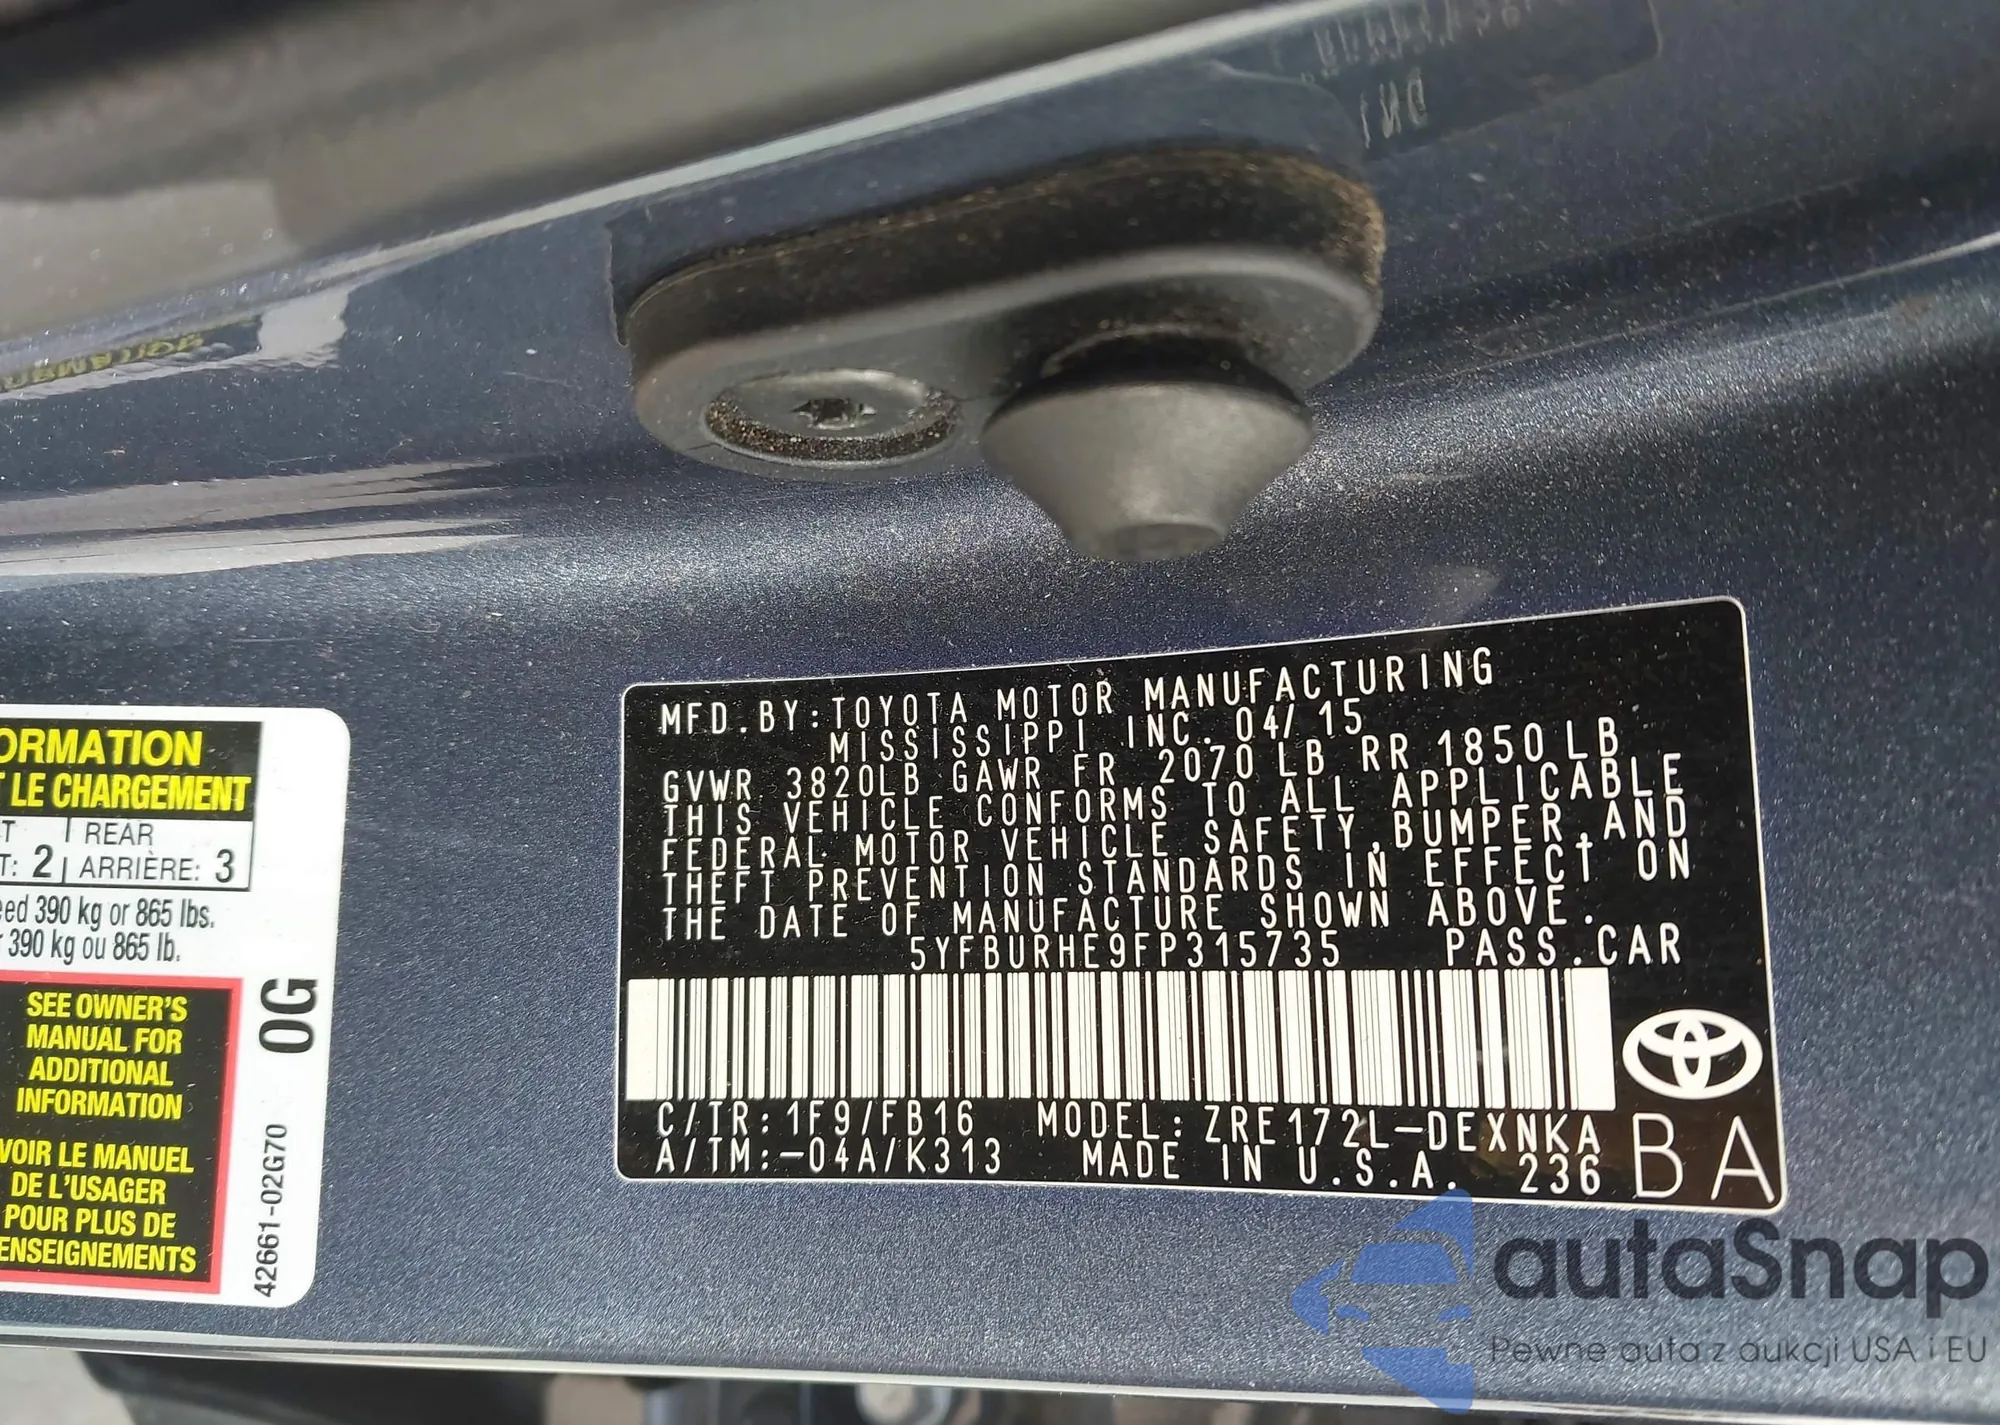 ORMATION
T LE CHARGEMENT
T REAR
T: 2 ARRIÈRE: 3
eed 390 kg or 865 lbs.
r 390 kg ou 865 lb.
SEE OWNER'S
MANUAL FOR
ADDITIONAL
INFORMATION
VOIR LE MANUEL
DE L'USAGER
POUR PLUS DE
ENSEIGNEMENTS
0G
42661-02G70
MFD.BY:TOYOTA MOTOR MANUFACTURING
MISSISSIPPI INC. 04/15
GVWR 3820LB GAWR FR 2070 LB RR 1850 LB
THIS VEHICLE CONFORMS TO ALL APPLICABLE
FEDERAL MOTOR VEHICLE SAFETY,BUMPER,AND
THEFT PREVENTION STANDARDS IN EFFECT ON
THE DATE OF MANUFACTURE SHOWN ABOVE.
5YFBURHE9FP315735 PASS.CAR
C/TR:1F9/FB16 MODEL:ZRE172L-DEXNKA
A/TM:-04A/K313 MADE IN U.S.A. 236
BA
autaSnap
Pewne auta z aukcji USA i EU